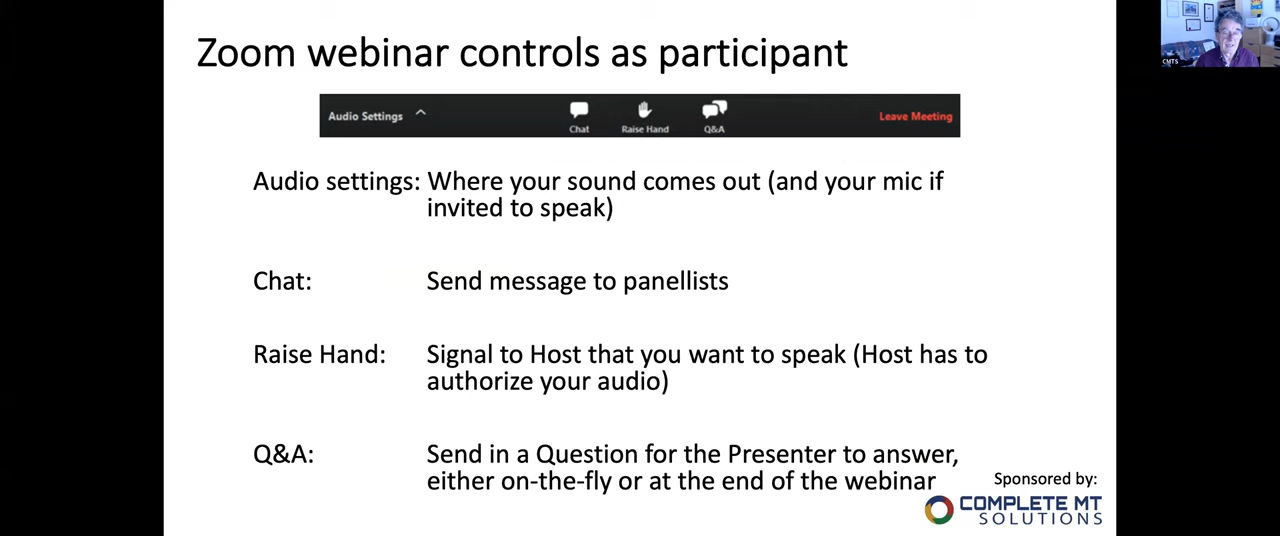 Zoom webinar controls as participant
CMTS
Audio Settings
Chat
Raise Hand
Q&A
Leave Meeting
Audio settings: Where your sound comes out (and your mic if
invited to speak)
Chat: Send message to panellists
Raise Hand: Signal to Host that you want to speak (Host has to
authorize your audio)
Q&A: Send in a Question for the Presenter to answer,
either on-the-fly or at the end of the webinar
Sponsored by:
COMPLETE MT
SOLUTIONS